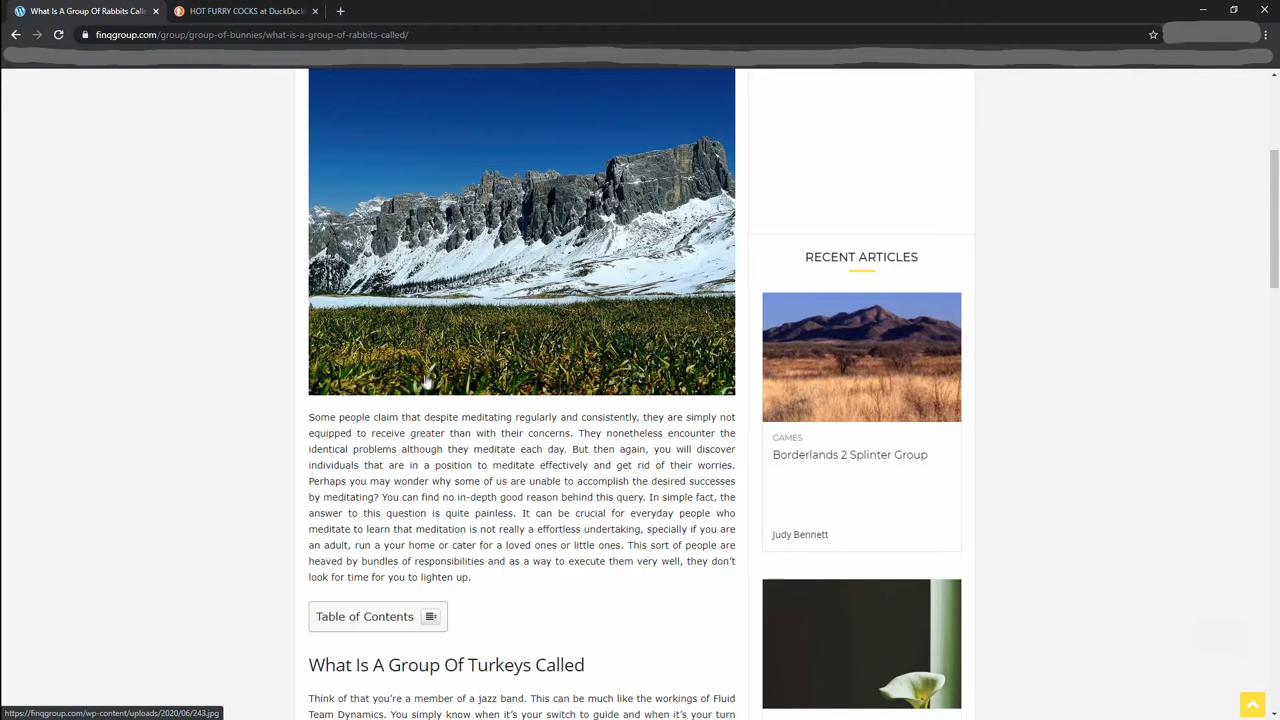 What Is A Group Of Rabbits Calle
HOT FURRY COCKS at DuckDuck
finqgroup.com/group/group-of-bunnies/what-is-a-group-of-rabbits-called/
Some people claim that despite meditating regularly and consistently, they are simply not
equipped to receive greater than with their concerns. They nonetheless encounter the
identical problems although they meditate each day. But then again, you will discover
individuals that are in a position to meditate effectively and get rid of their worries.
Perhaps you may wonder why some of us are unable to accomplish the desired successes
by meditating? You can find no in-depth good reason behind this query. In simple fact, the
answer to this question is quite painless. It can be crucial for everyday people who
meditate to learn that meditation is not really a effortless undertaking, specially if you are
an adult, run a your home or cater for a loved ones or little ones. This sort of people are
heaved by bundles of responsibilities and as a way to execute them very well, they don't
look for time for you to lighten up.
Table of Contents
What Is A Group Of Turkeys Called
Think of that you're a member of a jazz band. This can be much like the workings of Fluid
Team Dynamics. You simply know when it's your switch to guide and when it's your turn
RECENT ARTICLES
GAMES
Borderlands 2 Splinter Group
Judy Bennett
https://finqgroup.com/wp-content/uploads/2020/06/243.jpg